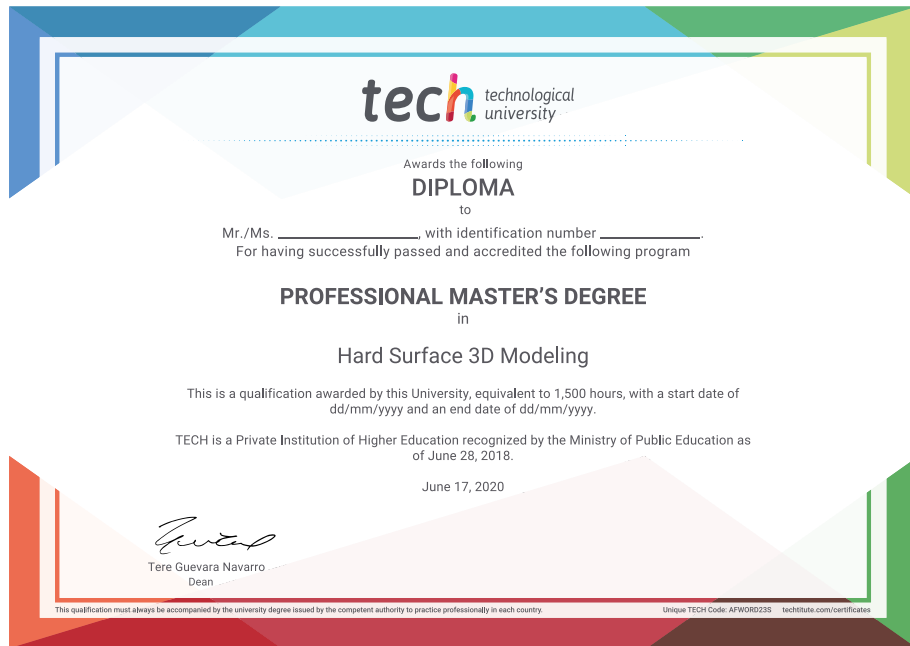 tech technological
university
Awards the following
DIPLOMA
to
Mr./Ms. ____________________, with identification number ______________.
For having successfully passed and accredited the following program
PROFESSIONAL MASTER'S DEGREE
in
Hard Surface 3D Modeling
This is a qualification awarded by this University, equivalent to 1,500 hours, with a start date of
dd/mm/yyyy and an end date of dd/mm/yyyy.
TECH is a Private Institution of Higher Education recognized by the Ministry of Public Education as
of June 28, 2018.
June 17, 2020
Tere Guevara Navarro
Dean
This qualification must always be accompanied by the university degree issued by the competent authority to practice professionally in each country.
Unique TECH Code: AFWORD23S techtitute.com/certificates